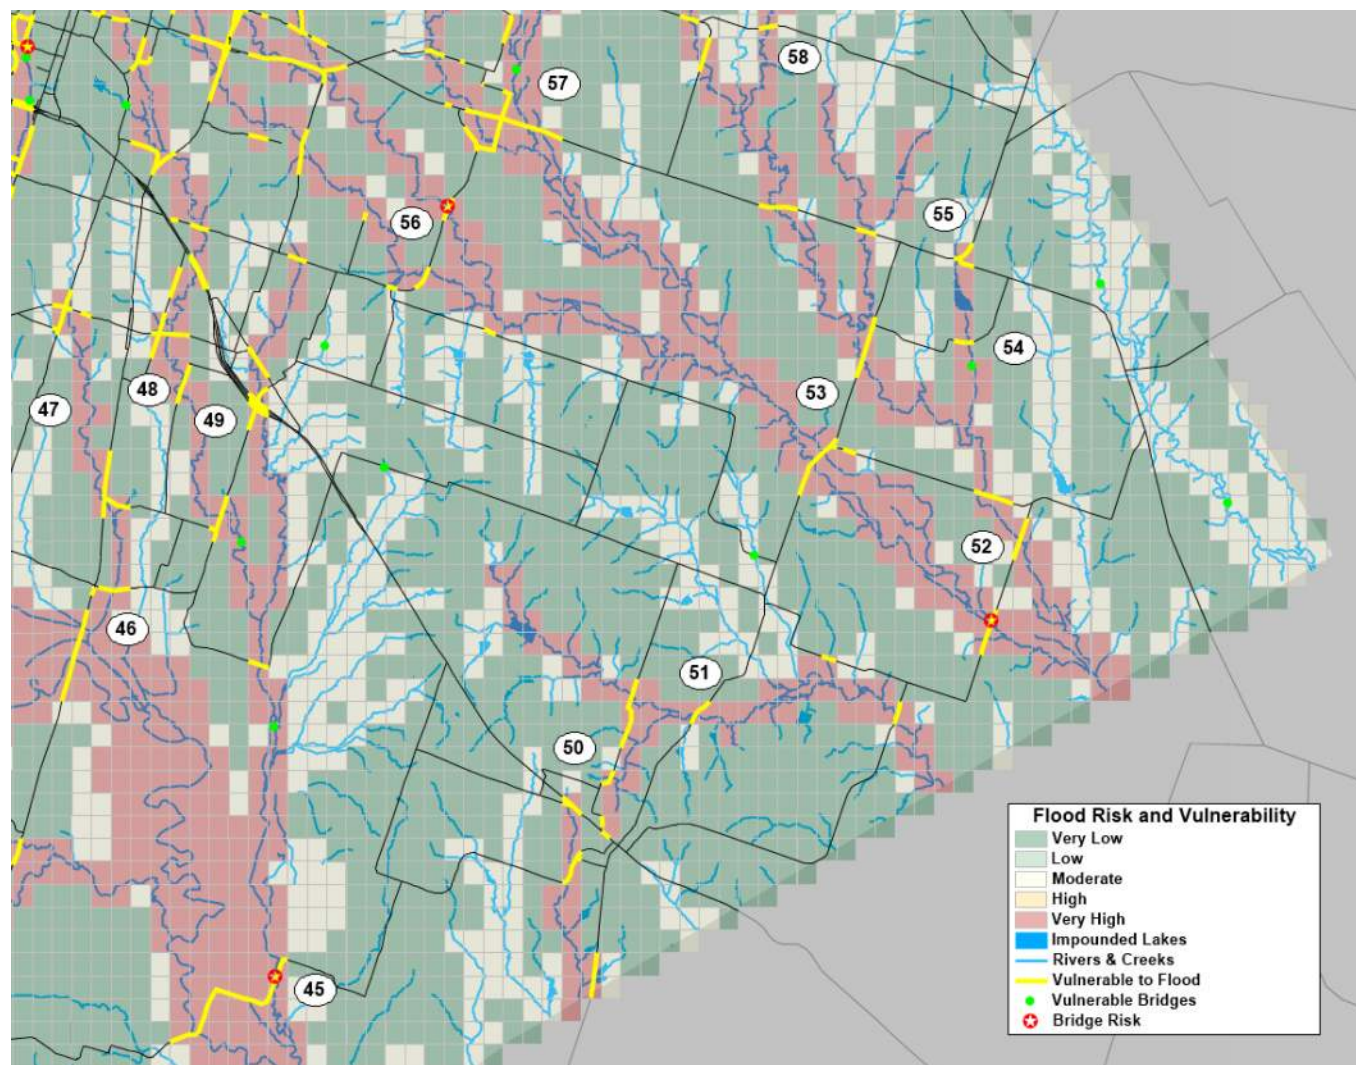 58
57
55
56
54
53
48
47
49
52
46
51
50
45
Flood Risk and Vulnerability
Very Low
Low
Moderate
High
Very High
Impounded Lakes
Rivers & Creeks
Vulnerable to Flood
Vulnerable Bridges
Bridge Risk